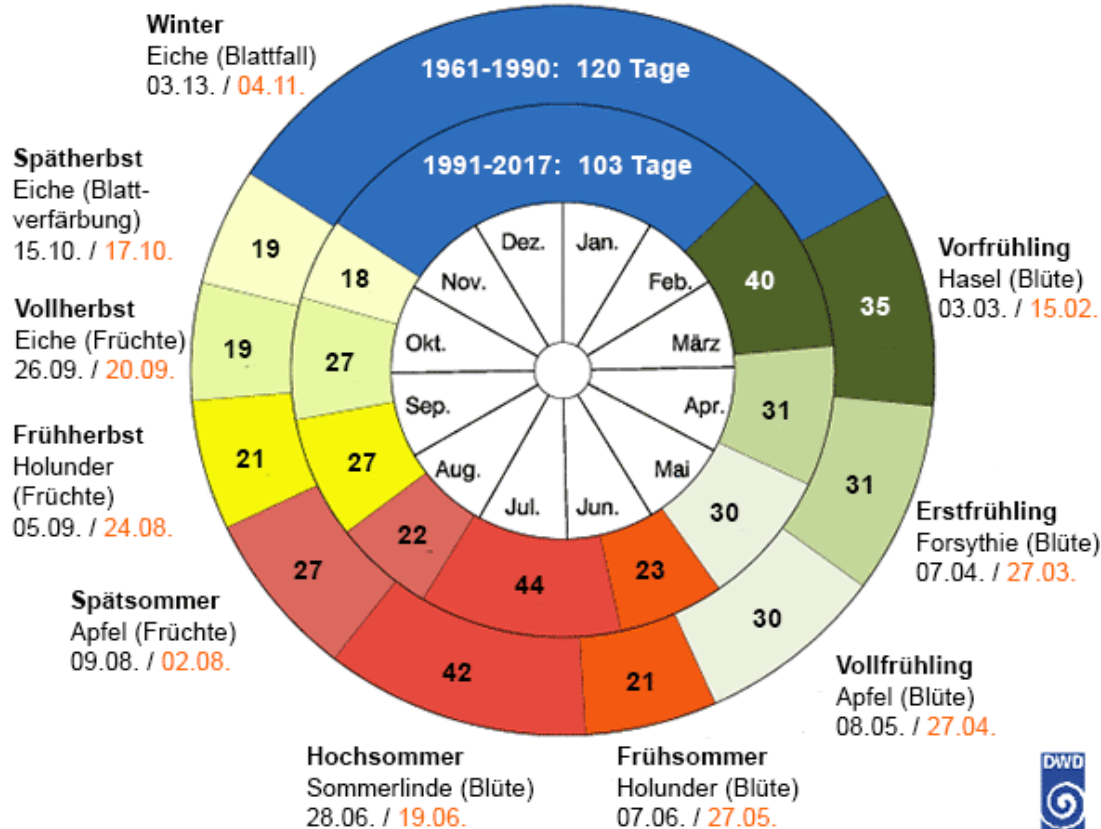 Winter
Eiche (Blattfall)
03.13. / 04.11.
1961-1990: 120 Tage
1991-2017: 103 Tage
Spätherbst
Eiche (Blatt-
verfärbung)
15.10. / 17.10.
Vollherbst
Eiche (Früchte)
26.09. / 20.09.
Frühherbst
Holunder
(Früchte)
05.09. / 24.08.
Spätsommer
Apfel (Früchte)
09.08. / 02.08.
Hochsommer
Sommerlinde (Blüte)
28.06. / 19.06.
Frühsommer
Holunder (Blüte)
07.06. / 27.05.
Vollfrühling
Apfel (Blüte)
08.05. / 27.04.
Erstfrühling
Forsythie (Blüte)
07.04. / 27.03.
Vorfrühling
Hasel (Blüte)
03.03. / 15.02.
35
31
30
21
42
27
21
19
19
40
31
30
23
44
22
27
27
18
Jan.
Feb.
März
Apr.
Mai
Jun.
Jul.
Aug.
Sep.
Okt.
Nov.
Dez.
DWD